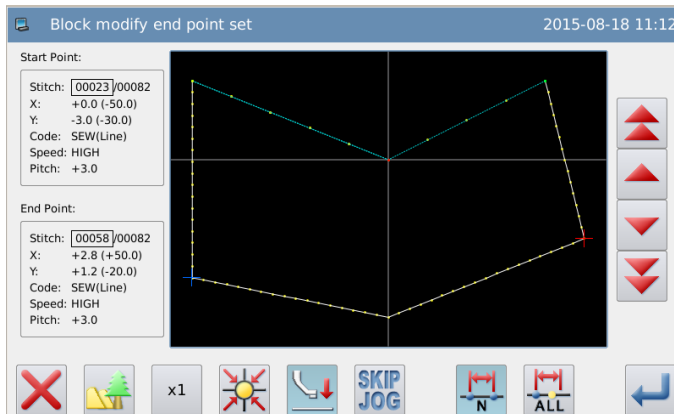 Block modify end point set
2015-08-18 11:12
Start Point:
Stitch: 00023/00082
X: +0.0 (-50.0)
Y: -3.0 (-30.0)
Code: SEW(Line)
Speed: HIGH
Pitch: +3.0
End Point:
Stitch: 00058/00082
X: +2.8 (+50.0)
Y: +1.2 (-20.0)
Code: SEW(Line)
Speed: HIGH
Pitch: +3.0
x1
SKIP
JOG
N
ALL